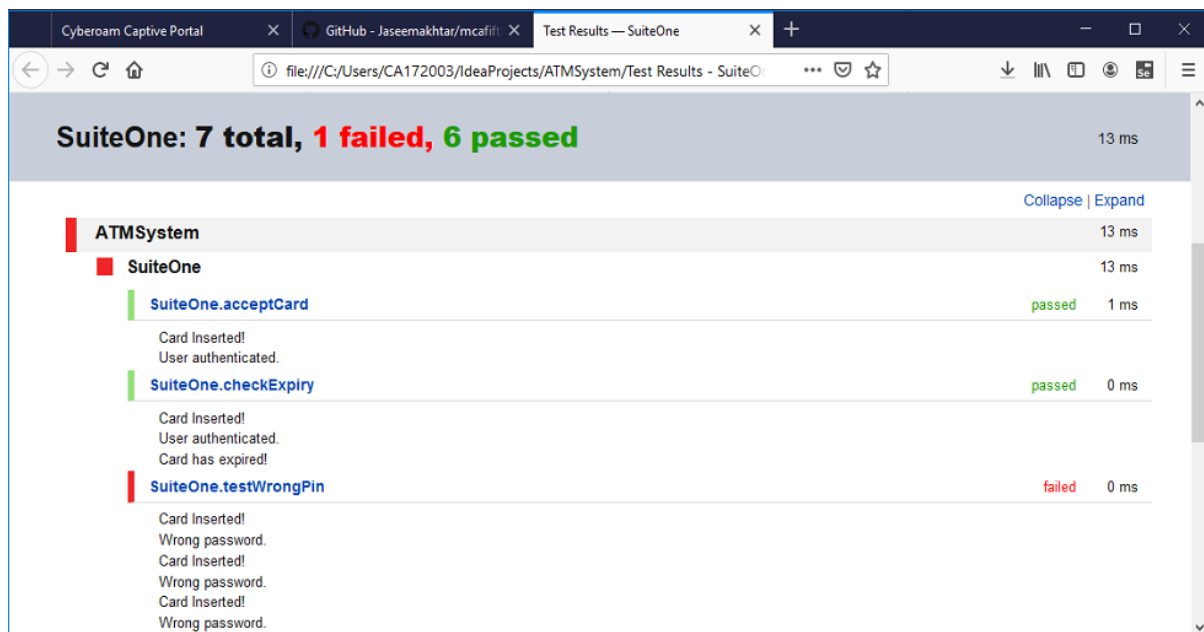 Cyberoam Captive Portal
GitHub - Jaseemakhtar/mcafift
Test Results — SuiteOne
file:///C:/Users/CA172003/IdeaProjects/ATMSystem/Test Results - SuiteO
Se
SuiteOne: 7 total, 1 failed, 6 passed 13 ms
Collapse | Expand
ATMSystem 13 ms
SuiteOne 13 ms
SuiteOne.acceptCard passed 1 ms
Card Inserted!
User authenticated.
SuiteOne.checkExpiry passed 0 ms
Card Inserted!
User authenticated.
Card has expired!
SuiteOne.testWrongPin failed 0 ms
Card Inserted!
Wrong password.
Card Inserted!
Wrong password.
Card Inserted!
Wrong password.